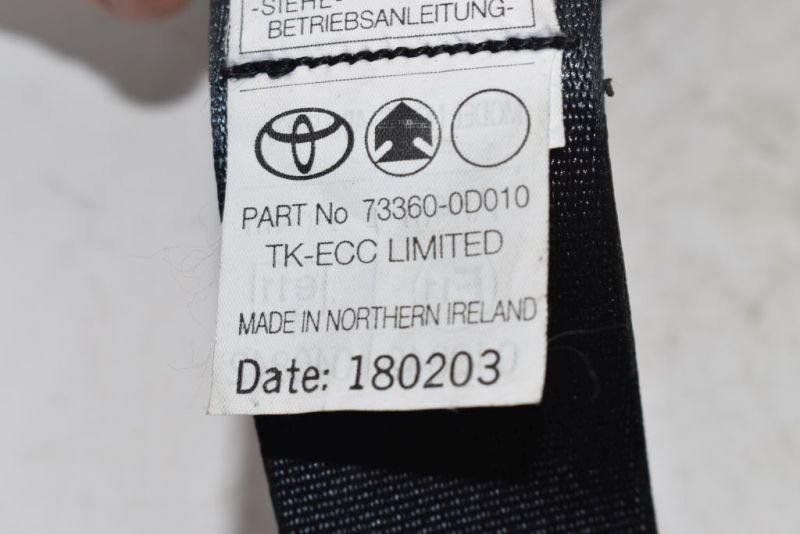 BETRIEBSANLEITUNG-
PART No 73360-0D010
TK-ECC LIMITED
MADE IN NORTHERN IRELAND
Date: 180203